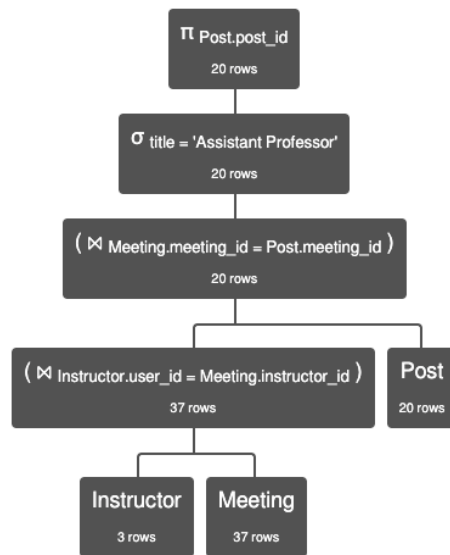 π Post.post_id
20 rows
σ title = 'Assistant Professor'
20 rows
( ⋈ Meeting.meeting_id = Post.meeting_id )
20 rows
( ⋈ Instructor.user_id = Meeting.instructor_id )
37 rows
Post
20 rows
Instructor
3 rows
Meeting
37 rows